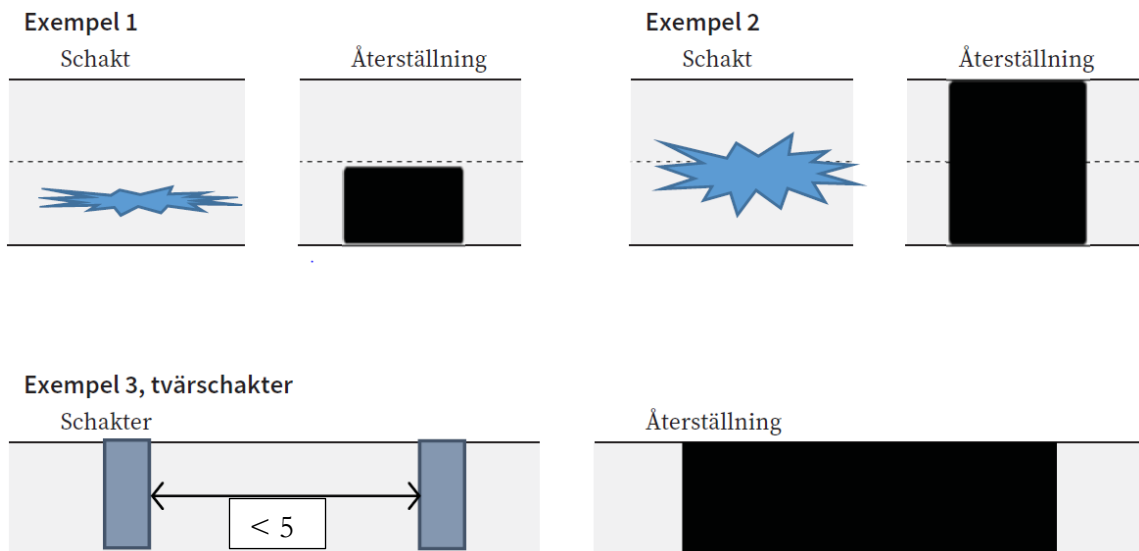 Exempel 1
Schakt
Återställning
Exempel 2
Schakt
Återställning
Exempel 3, tvärschakter
Schakter
Återställning
< 5